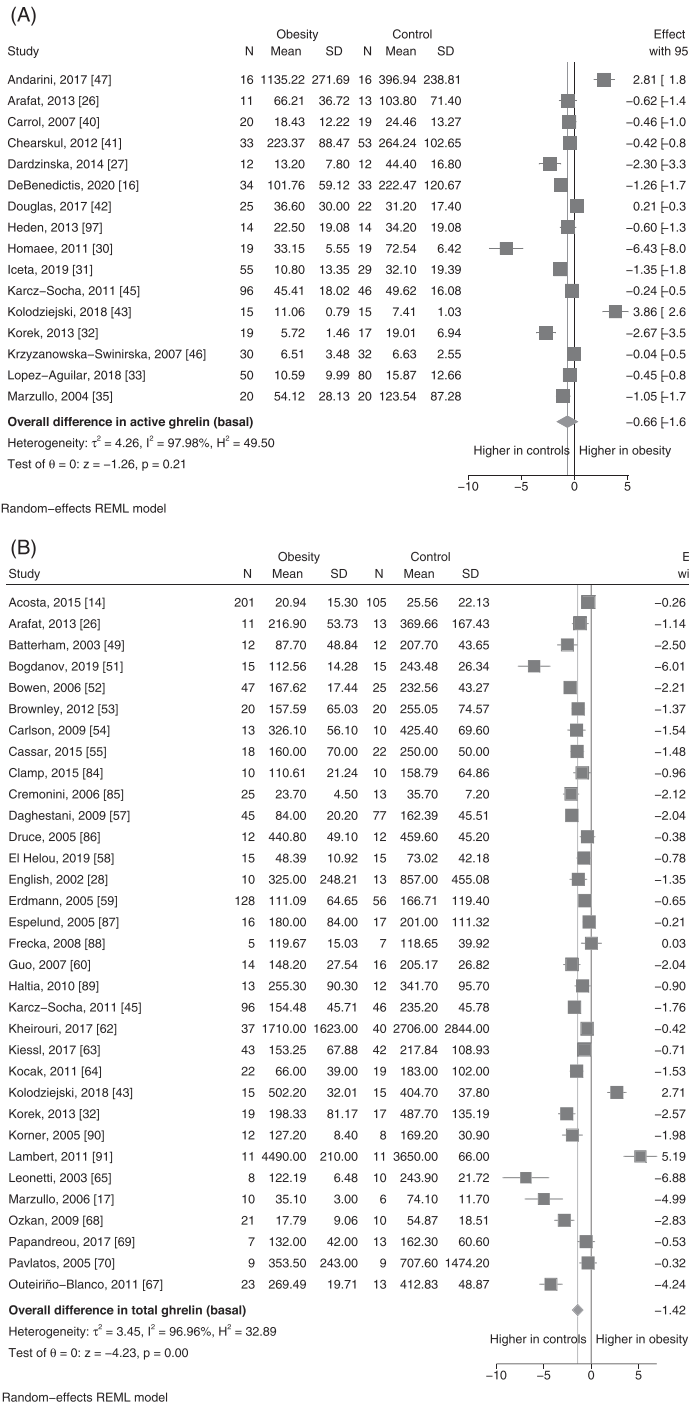 (A)
Obesity Control Effect
Study N Mean SD N Mean SD with 95
Andarini, 2017 [47] 16 1135.22 271.69 16 396.94 238.81 2.81 [ 1.8
Arafat, 2013 [26] 11 66.21 36.72 13 103.80 71.40 −0.62 [−1.4
Carrol, 2007 [40] 20 18.43 12.22 19 24.46 13.27 −0.46 [−1.0
Chearskul, 2012 [41] 33 223.37 88.47 53 264.24 102.65 −0.42 [−0.8
Dardzinska, 2014 [27] 12 13.20 7.80 12 44.40 16.80 −2.30 [−3.3
DeBenedictis, 2020 [16] 34 101.76 59.12 33 222.47 120.67 −1.26 [−1.7
Douglas, 2017 [42] 25 36.60 30.00 22 31.20 17.40 0.21 [−0.3
Heden, 2013 [97] 14 22.50 19.08 14 34.20 19.08 −0.60 [−1.3
Homaee, 2011 [30] 19 33.15 5.55 19 72.54 6.42 −6.43 [−8.0
Iceta, 2019 [31] 55 10.80 13.35 29 32.10 19.39 −1.35 [−1.8
Karcz−Socha, 2011 [45] 96 45.41 18.02 46 49.62 16.08 −0.24 [−0.5
Kolodziejski, 2018 [43] 15 11.06 0.79 15 7.41 1.03 3.86 [ 2.6
Korek, 2013 [32] 19 5.72 1.46 17 19.01 6.94 −2.67 [−3.5
Krzyzanowska−Swinirska, 2007 [46] 30 6.51 3.48 32 6.63 2.55 −0.04 [−0.5
Lopez−Aguilar, 2018 [33] 50 10.59 9.99 80 15.87 12.66 −0.45 [−0.8
Marzullo, 2004 [35] 20 54.12 28.13 20 123.54 87.28 −1.05 [−1.7
Overall difference in active ghrelin (basal) −0.66 [−1.6
Heterogeneity: τ² = 4.26, I² = 97.98%, H² = 49.50
Higher in controls Higher in obesity
Test of θ = 0: z = −1.26, p = 0.21
−10 −5 0 5
Random−effects REML model
(B)
Obesity Control E
Study N Mean SD N Mean SD wi
Acosta, 2015 [14] 201 20.94 15.30 105 25.56 22.13 −0.26
Arafat, 2013 [26] 11 216.90 53.73 13 369.66 167.43 −1.14
Batterham, 2003 [49] 12 87.70 48.84 12 207.70 43.65 −2.50
Bogdanov, 2019 [51] 15 112.56 14.28 15 243.48 26.34 −6.01
Bowen, 2006 [52] 47 167.62 17.44 25 232.56 43.27 −2.21
Brownley, 2012 [53] 20 157.59 65.03 20 255.05 74.57 −1.37
Carlson, 2009 [54] 13 326.10 56.10 10 425.40 69.60 −1.54
Cassar, 2015 [55] 18 160.00 70.00 22 250.00 50.00 −1.48
Clamp, 2015 [84] 10 110.61 21.24 10 158.79 64.86 −0.96
Cremonini, 2006 [85] 25 23.70 4.50 13 35.70 7.20 −2.12
Daghestani, 2009 [57] 45 84.00 20.20 77 162.39 45.51 −2.04
Druce, 2005 [86] 12 440.80 49.10 12 459.60 45.20 −0.38
El Helou, 2019 [58] 15 48.39 10.92 15 73.02 42.18 −0.78
English, 2002 [28] 10 325.00 248.21 13 857.00 455.08 −1.35
Erdmann, 2005 [59] 128 111.09 64.65 56 166.71 119.40 −0.65
Espelund, 2005 [87] 16 180.00 84.00 17 201.00 111.32 −0.21
Frecka, 2008 [88] 5 119.67 15.03 7 118.65 39.92 0.03
Guo, 2007 [60] 14 148.20 27.54 16 205.17 26.82 −2.04
Haltia, 2010 [89] 13 255.30 90.30 12 341.70 95.70 −0.90
Karcz−Socha, 2011 [45] 96 154.48 45.71 46 235.20 45.78 −1.76
Kheirouri, 2017 [62] 37 1710.00 1623.00 40 2706.00 2844.00 −0.42
Kiessl, 2017 [63] 43 153.25 67.88 42 217.84 108.93 −0.71
Kocak, 2011 [64] 22 66.00 39.00 19 183.00 102.00 −1.53
Kolodziejski, 2018 [43] 15 502.20 32.01 15 404.70 37.80 2.71
Korek, 2013 [32] 19 198.33 81.17 17 487.70 135.19 −2.57
Korner, 2005 [90] 12 127.20 8.40 8 169.20 30.90 −1.98
Lambert, 2011 [91] 11 4490.00 210.00 11 3650.00 66.00 5.19
Leonetti, 2003 [65] 8 122.19 6.48 10 243.90 21.72 −6.88
Marzullo, 2006 [17] 10 35.10 3.00 6 74.10 11.70 −4.99
Ozkan, 2009 [68] 21 17.79 9.06 10 54.87 18.51 −2.83
Papandreou, 2017 [69] 7 132.00 42.00 13 162.30 60.60 −0.53
Pavlatos, 2005 [70] 9 353.50 243.00 9 707.60 1474.20 −0.32
Outeiriño−Blanco, 2011 [67] 23 269.49 19.71 13 412.83 48.87 −4.24
Overall difference in total ghrelin (basal) −1.42
Heterogeneity: τ² = 3.45, I² = 96.96%, H² = 32.89
Higher in controls Higher in obesity
Test of θ = 0: z = −4.23, p = 0.00
−10 −5 0 5
Random−effects REML model